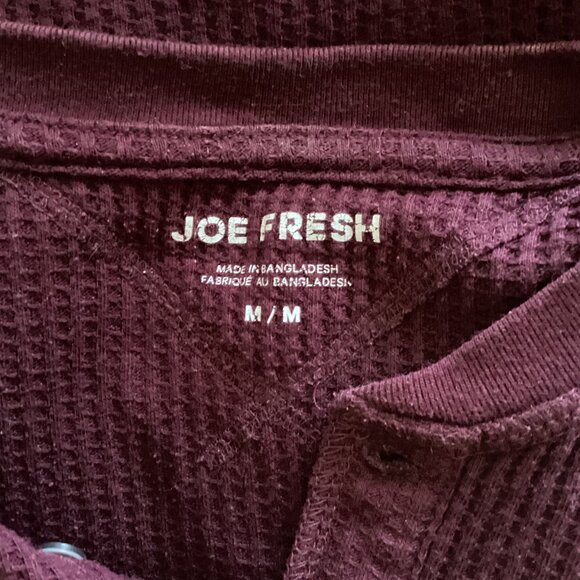 JOE FRESH
MADE IN BANGLADESH
FABRIQUÉ AU BANGLADESH
M / M